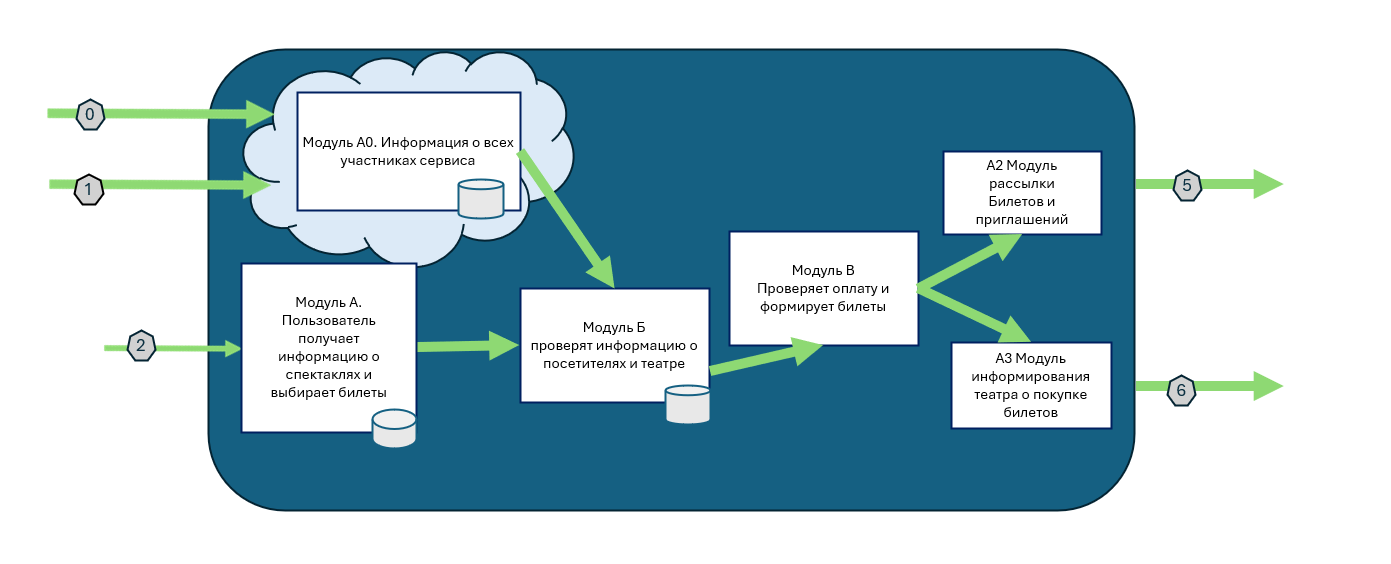 0
1
2
Модуль А0. Информация о всех
участниках сервиса
Модуль А.
Пользователь
получает
информацию о
спектаклях и
выбирает билеты
Модуль Б
проверят информацию о
посетителях и театре
Модуль В
Проверяет оплату и
формирует билеты
А2 Модуль
рассылки
Билетов и
приглашений
А3 Модуль
информирования
театра о покупке
билетов
5
6